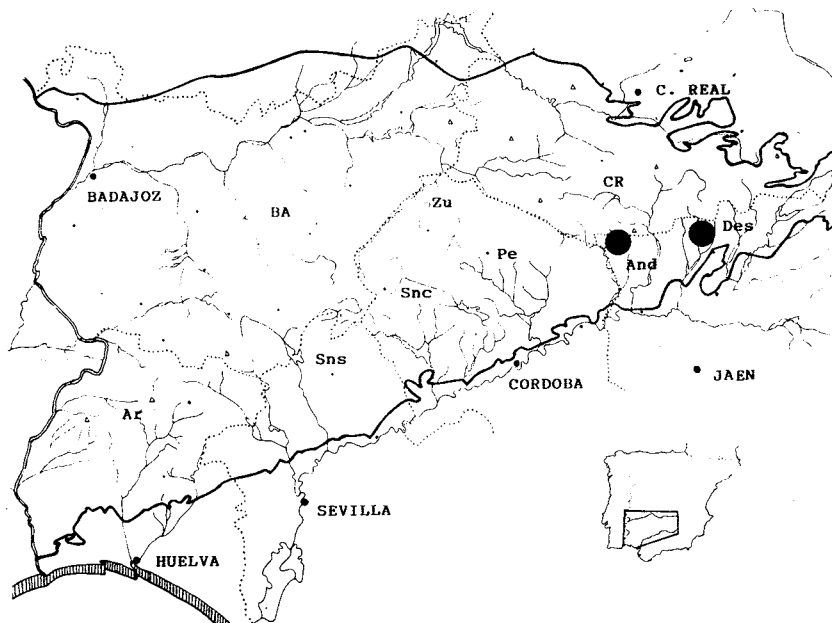 C. REAL
BADAJOZ
CR
BA
Zu
Des
Pe
And
Snc
Sns
CORDOBA
JAEN
Ar
SEVILLA
HUELVA